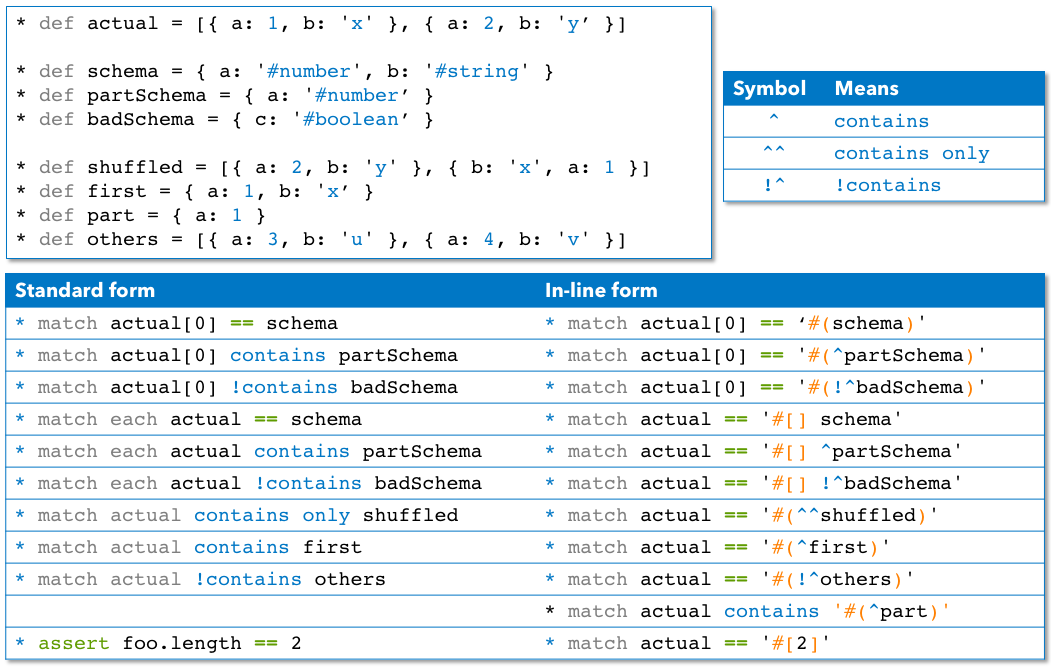 * def actual = [{ a: 1, b: 'x' }, { a: 2, b: 'y’ }]
* def schema = { a: '#number', b: '#string' }
* def partSchema = { a: '#number’ }
* def badSchema = { c: '#boolean’ }
* def shuffled = [{ a: 2, b: 'y' }, { b: 'x', a: 1 }]
* def first = { a: 1, b: 'x’ }
* def part = { a: 1 }
* def others = [{ a: 3, b: 'u' }, { a: 4, b: 'v' }]
Symbol Means
^ contains
^^ contains only
!^ !contains
Standard form In-line form
* match actual[0] == schema * match actual[0] == ‘#(schema)'
* match actual[0] contains partSchema * match actual[0] == '#(^partSchema)'
* match actual[0] !contains badSchema * match actual[0] == '#(!^badSchema)'
* match each actual == schema * match actual == '#[] schema'
* match each actual contains partSchema * match actual == '#[] ^partSchema'
* match each actual !contains badSchema * match actual == '#[] !^badSchema'
* match actual contains only shuffled * match actual == '#(^^shuffled)'
* match actual contains first * match actual == '#(^first)'
* match actual !contains others * match actual == '#(!^others)'
* match actual contains '#(^part)'
* assert foo.length == 2 * match actual == '#[2]'